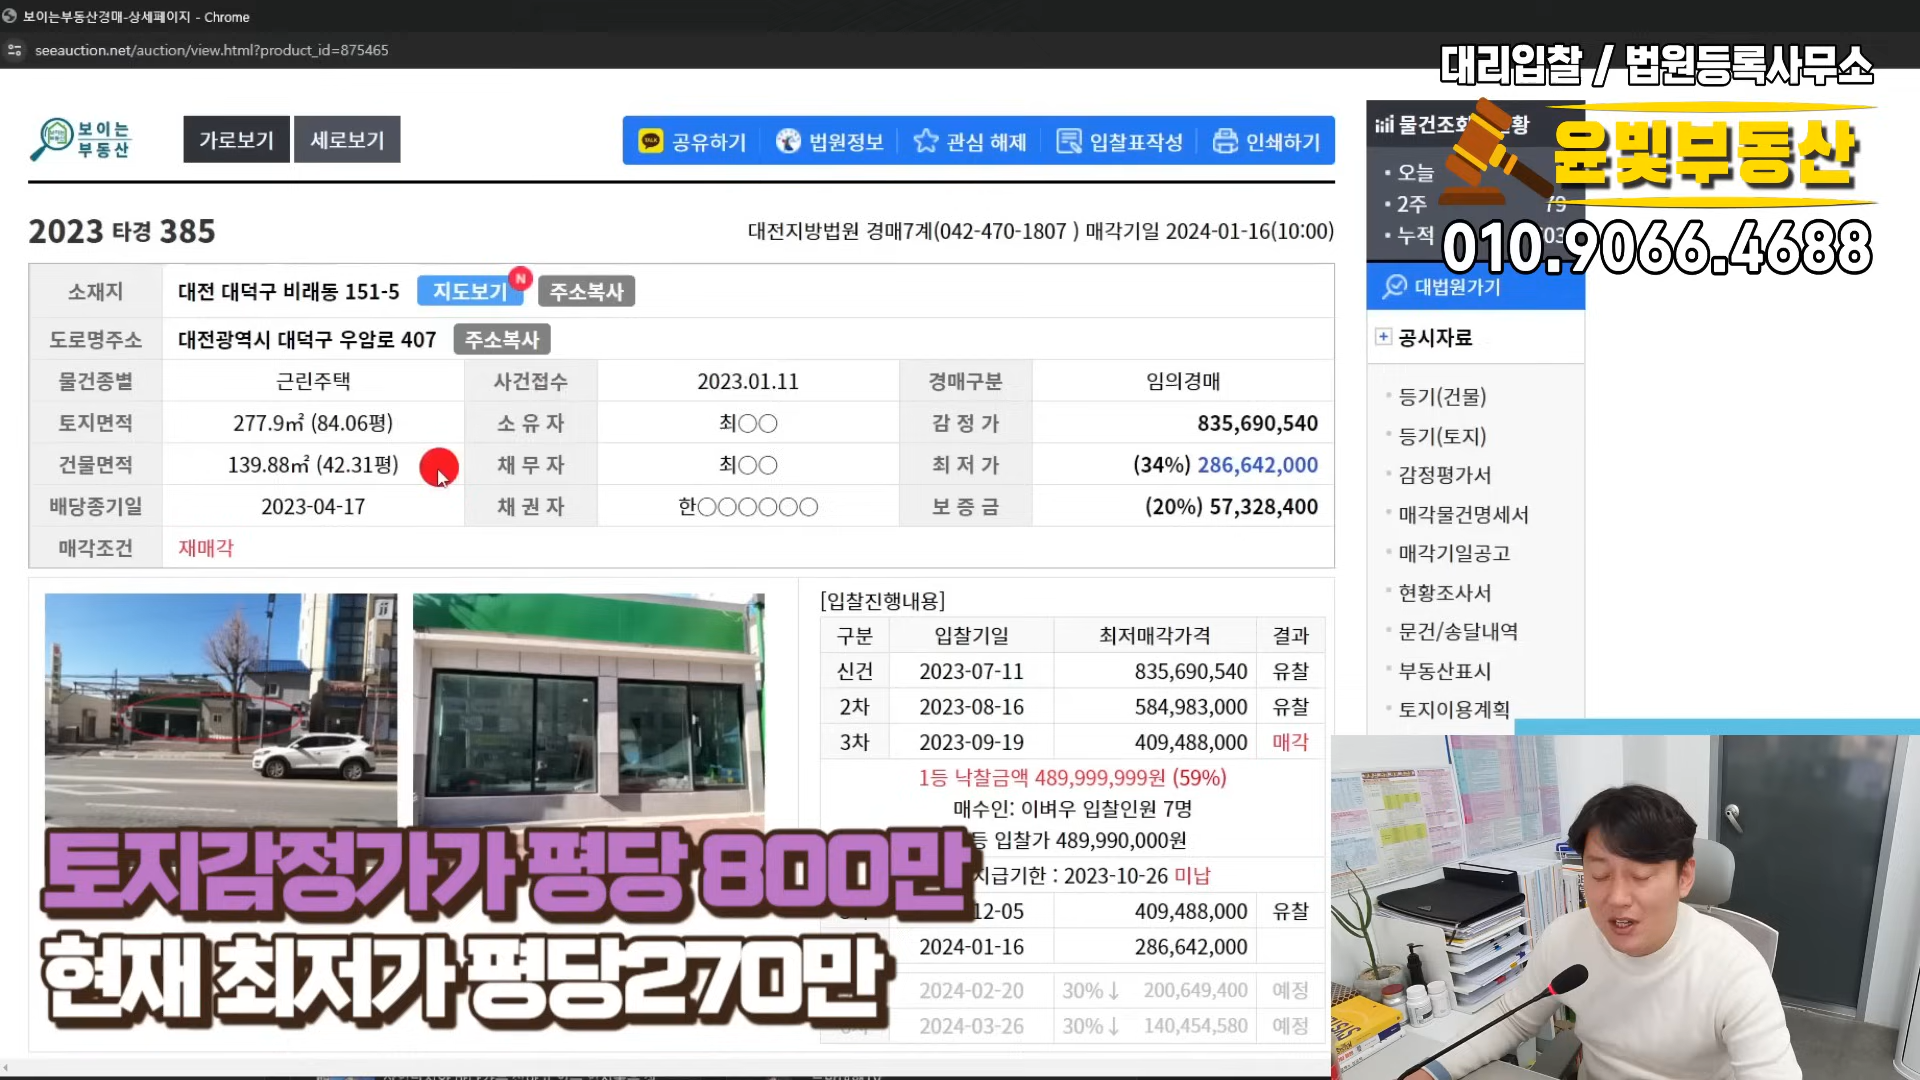 보이는부동산경매-상세페이지 - Chrome
seeauction.net/auction/view.html?product_id=875465
대리입찰 / 법원등록사무소
윤빛부동산
010.9066.4688
보이는 부동산
가로보기 세로보기
공유하기 법원정보 관심 해제 입찰표작성 인쇄하기
2023 타경 385
대전지방법원 경매7계(042-470-1807 ) 매각기일 2024-01-16(10:00)
소재지 대전 대덕구 비래동 151-5 지도보기 N 주소복사
도로명주소 대전광역시 대덕구 우암로 407 주소복사
물건종별 근린주택 사건접수 2023.01.11 경매구분 임의경매
토지면적 277.9㎡ (84.06평) 소 유 자 최○○ 감 정 가 835,690,540
건물면적 139.88㎡ (42.31평) 채 무 자 최○○ 최 저 가 (34%) 286,642,000
배당종기일 2023-04-17 채 권 자 한○○○○○○ 보 증 금 (20%) 57,328,400
매각조건 재매각
[입찰진행내용]
구분 입찰기일 최저매각가격 결과
신건 2023-07-11 835,690,540 유찰
2차 2023-08-16 584,983,000 유찰
3차 2023-09-19 409,488,000 매각
1등 낙찰금액 489,999,999원 (59%)
매수인: 이벼우 입찰인원 7명
등 입찰가 489,990,000원
지급기한 : 2023-10-26 미납
12-05 409,488,000 유찰
2024-01-16 286,642,000
2024-02-20 30%↓ 200,649,400 예정
2024-03-26 30%↓ 140,454,580 예정
토지감정가가 평당 800만
현재 최저가 평당270만
물건조회
오늘
2주 79
누적
대법원가기
공시자료
등기(건물)
등기(토지)
감정평가서
매각물건명세서
매각기일공고
현황조사서
문건/송달내역
부동산표시
토지이용계획